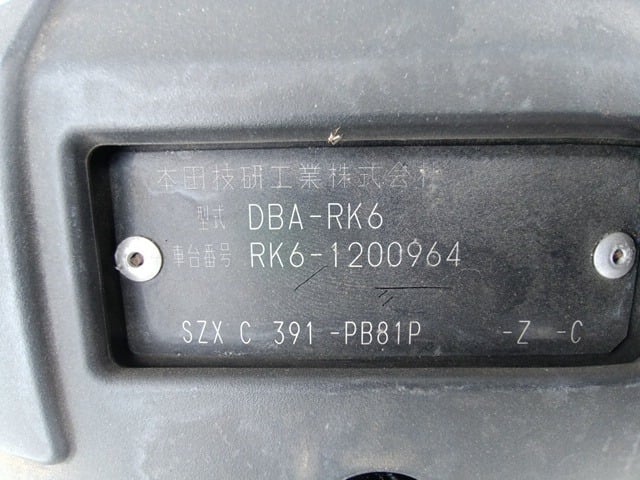 本田技研工業株式会社
型式 DBA-RK6
車台番号 RK6-1200964
SZX C 391 -PB81P -Z -C